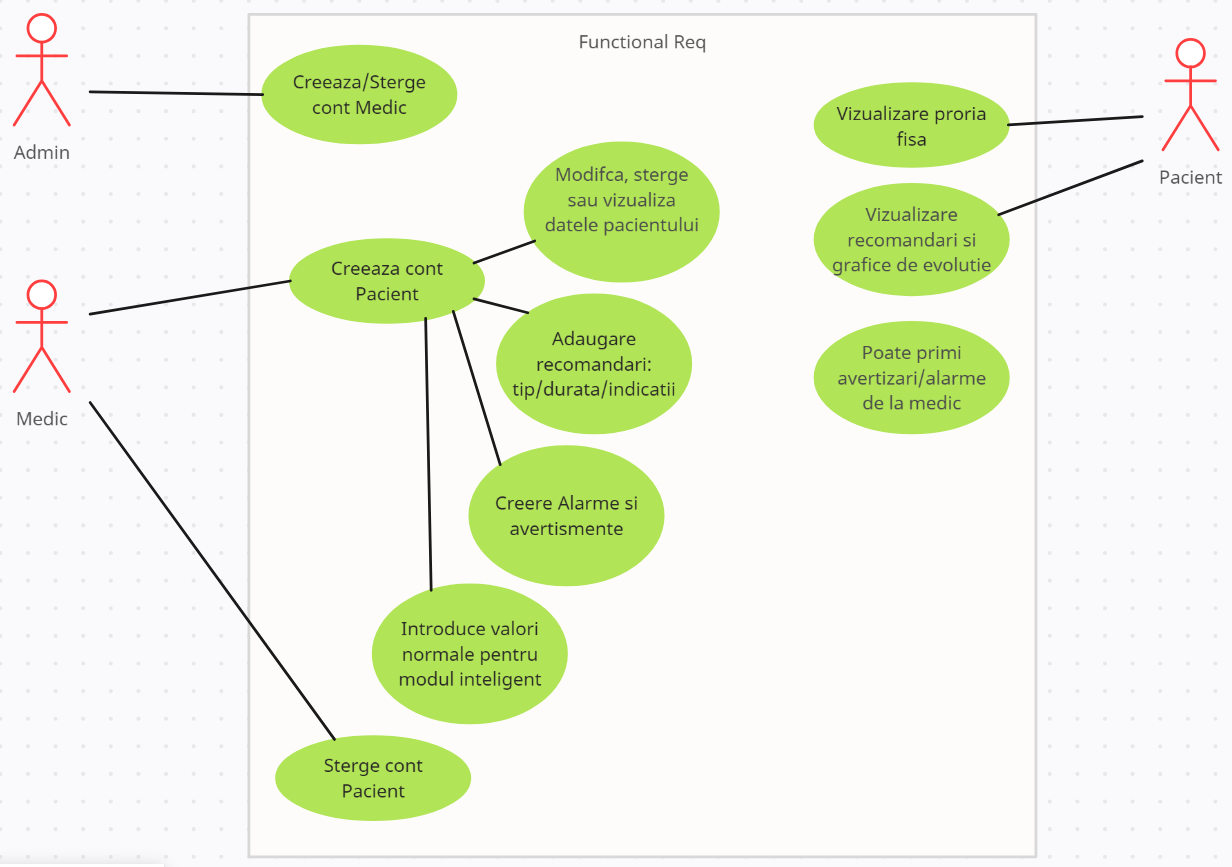 Functional Req
Admin
Creeaza/Sterge
cont Medic
Medic
Creeaza cont
Pacient
Modifca, sterge
sau vizualiza
datele pacientului
Adaugare
recomandari:
tip/durata/indicatii
Creere Alarme si
avertismente
Introduce valori
normale pentru
modul inteligent
Sterge cont
Pacient
Vizualizare proria
fisa
Vizualizare
recomandari si
grafice de evolutie
Poate primi
avertizari/alarme
de la medic
Pacient